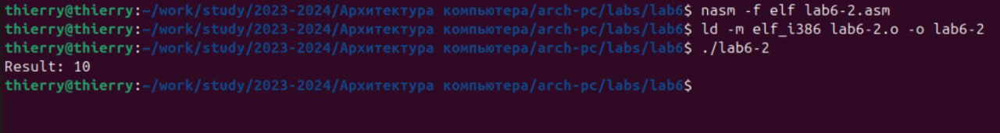 thierry@thierry:~/work/study/2023-2024/Архитектура компьютера/arch-pc/labs/lab6$ nasm -f elf lab6-2.asm
thierry@thierry:~/work/study/2023-2024/Архитектура компьютера/arch-pc/labs/lab6$ ld -m elf_i386 lab6-2.o -o lab6-2
thierry@thierry:~/work/study/2023-2024/Архитектура компьютера/arch-pc/labs/lab6$ ./lab6-2
Result: 10
thierry@thierry:~/work/study/2023-2024/Архитектура компьютера/arch-pc/labs/lab6$